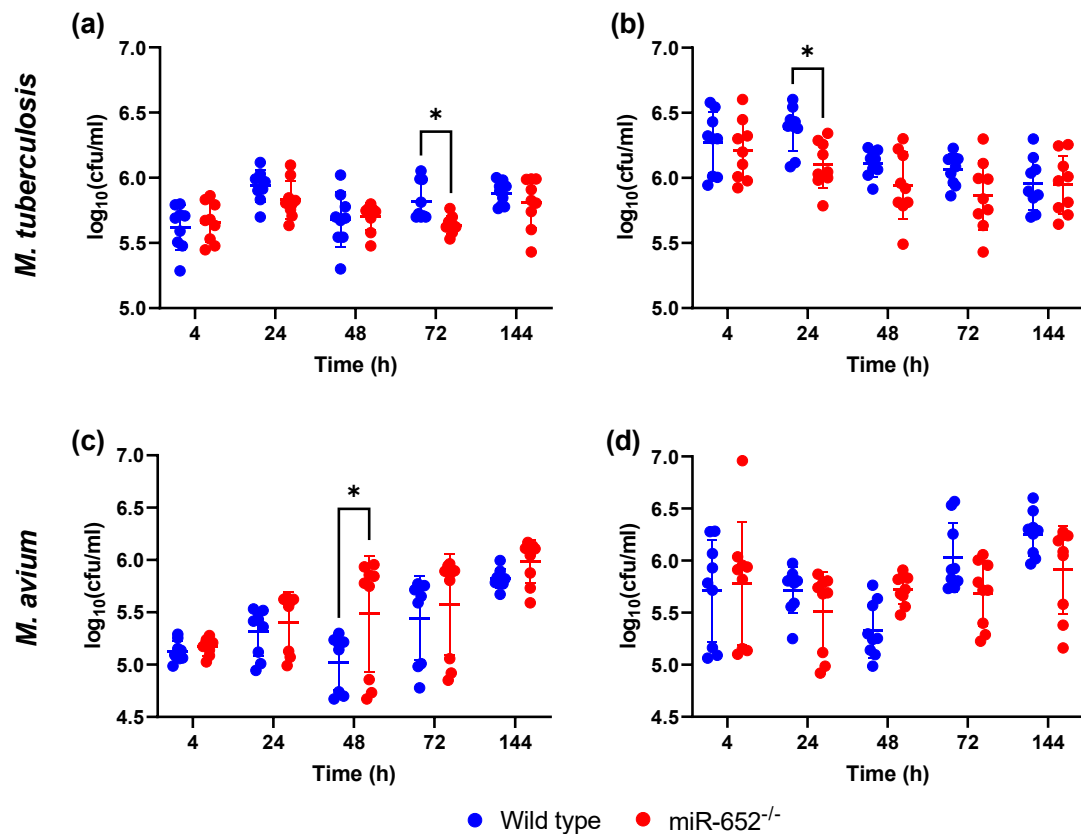 (a)
(b)
M. tuberculosis
log10(cfu/ml)
7.0
6.5
6.0
5.5
5.0
*
4 24 48 72 144
Time (h)
log10(cfu/ml)
7.0
6.5
6.0
5.5
5.0
*
4 24 48 72 144
Time (h)
(c)
(d)
M. avium
log10(cfu/ml)
7.0
6.5
6.0
5.5
5.0
4.5
*
4 24 48 72 144
Time (h)
log10(cfu/ml)
7.0
6.5
6.0
5.5
5.0
4.5
4 24 48 72 144
Time (h)
Wild type miR-652-/-